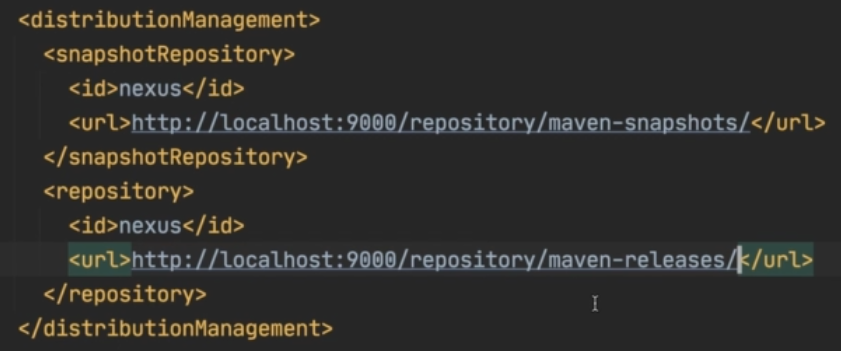 <distributionManagement>
<snapshotRepository>
<id>nexus</id>
<url>http://localhost:9000/repository/maven-snapshots/</url>
</snapshotRepository>
<repository>
<id>nexus</id>
<url>http://localhost:9000/repository/maven-releases/</url>
</repository>
</distributionManagement>